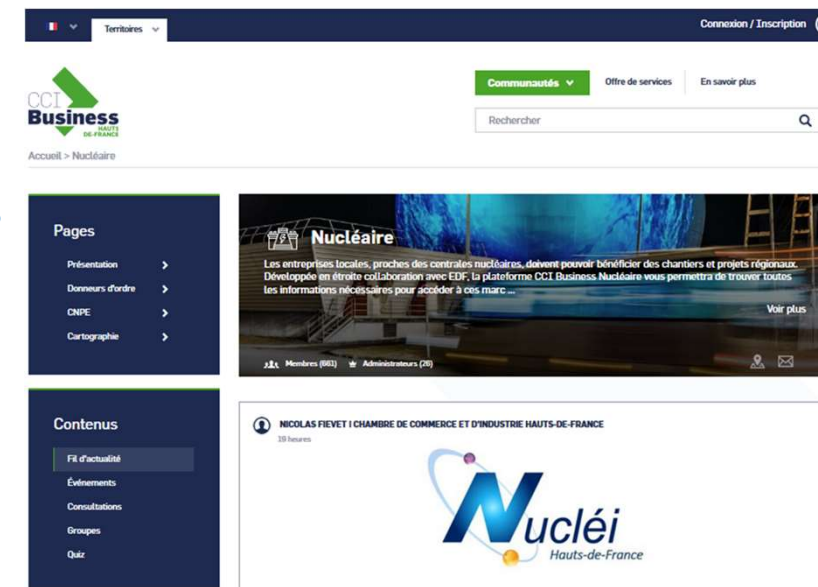 Territoires
Connexion / Inscription
CCI
Business
HAUTS
DE-FRANCE
Communautés
Offre de services
En savoir plus
Rechercher
Accueil > Nucléaire
Pages
Présentation
Donneurs d'ordre
CNPE
Cartographie
Nucléaire
Les entreprises locales, proches des centrales nucléaires, doivent pouvoir bénéficier des chantiers et projets régionaux.
Développée en étroite collaboration avec EDF, la plateforme CCI Business Nucléaire vous permettra de trouver toutes
les informations nécessaires pour accéder à ces marc ...
Voir plus
Membres (661)
Administrateurs (26)
Contenus
Fil d'actualité
Événements
Consultations
Groupes
Quiz
NICOLAS FIEVET I CHAMBRE DE COMMERCE ET D'INDUSTRIE HAUTS-DE-FRANCE
heures
Nucléi
Hauts-de-France